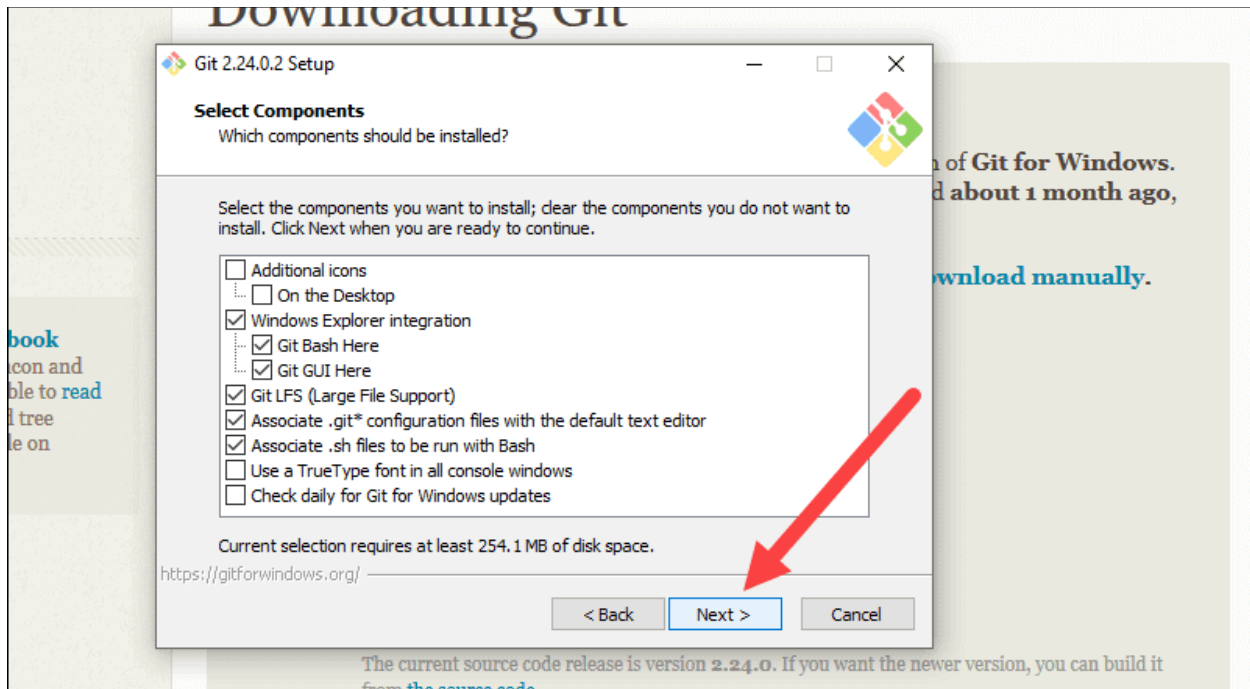 Downloading Git
Git 2.24.0.2 Setup
Select Components
Which components should be installed?
Select the components you want to install; clear the components you do not want to
install. Click Next when you are ready to continue.
Additional icons
On the Desktop
Windows Explorer integration
Git Bash Here
Git GUI Here
Git LFS (Large File Support)
Associate .git* configuration files with the default text editor
Associate .sh files to be run with Bash
Use a TrueType font in all console windows
Check daily for Git for Windows updates
Current selection requires at least 254.1 MB of disk space.
https://gitforwindows.org/
< Back
Next >
Cancel
of Git for Windows.
about 1 month ago,
download manually.
book
icon and
ble to read
tree
le on
The current source code release is version 2.24.0. If you want the newer version, you can build it
from the source code.